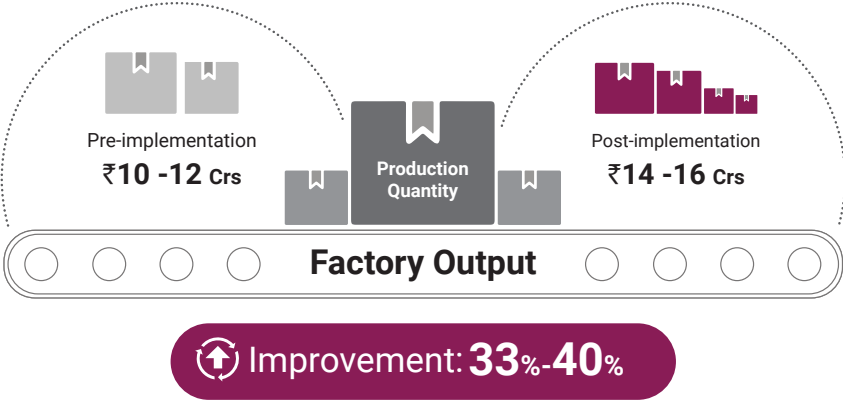 Pre-implementation
₹10 -12 Crs
Production
Quantity
Post-implementation
₹14 -16 Crs
Factory Output
Improvement: 33%-40%